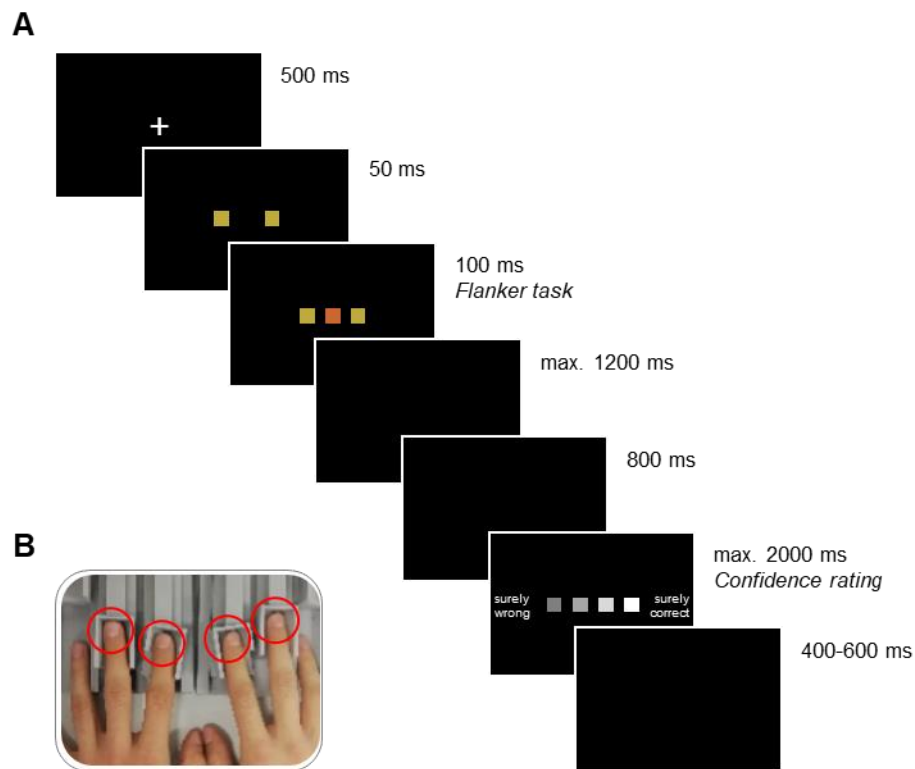 A
500 ms
+
50 ms
100 ms
Flanker task
max. 1200 ms
800 ms
B
max. 2000 ms
Confidence rating
surely
wrong
surely
correct
400-600 ms